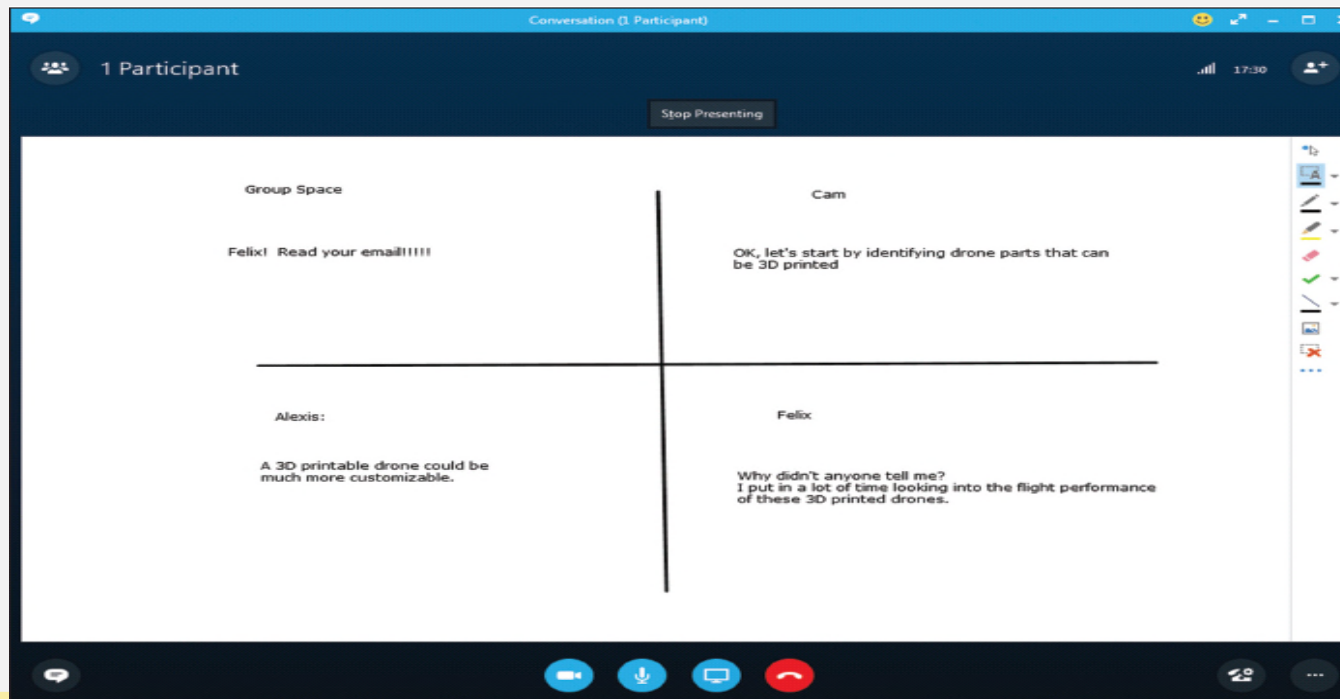 Conversation (1 Participant)
1 Participant
17:30
Stop Presenting
Group Space
Felix!  Read your email!!!!!
Cam
OK, let's start by identifying drone parts that can
be 3D printed
Alexis:
A 3D printable drone could be
much more customizable.
Felix
Why didn't anyone tell me?
I put in a lot of time looking into the flight performance
of these 3D printed drones.